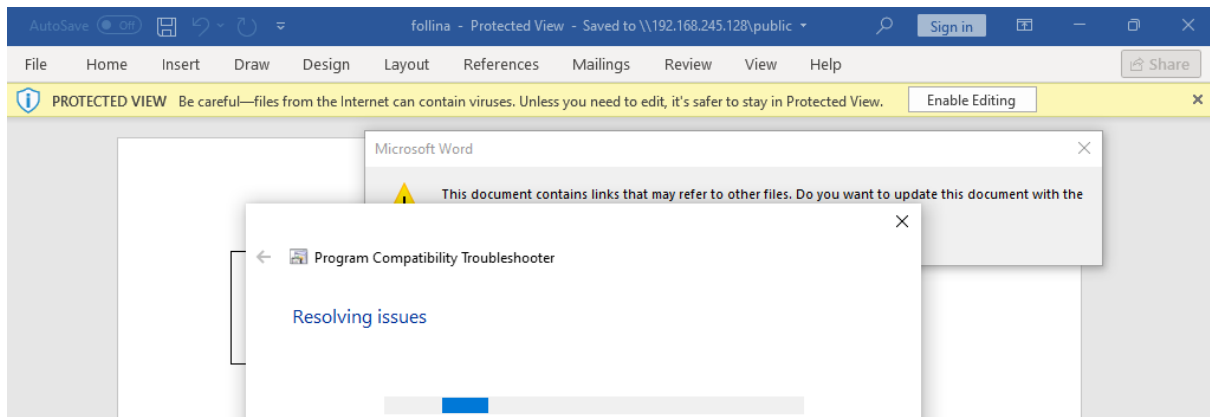 AutoSave Off follina - Protected View - Saved to \\192.168.245.128\public Sign in
File Home Insert Draw Design Layout References Mailings Review View Help Share
PROTECTED VIEW Be careful—files from the Internet can contain viruses. Unless you need to edit, it's safer to stay in Protected View. Enable Editing
Microsoft Word
This document contains links that may refer to other files. Do you want to update this document with the
Program Compatibility Troubleshooter
Resolving issues